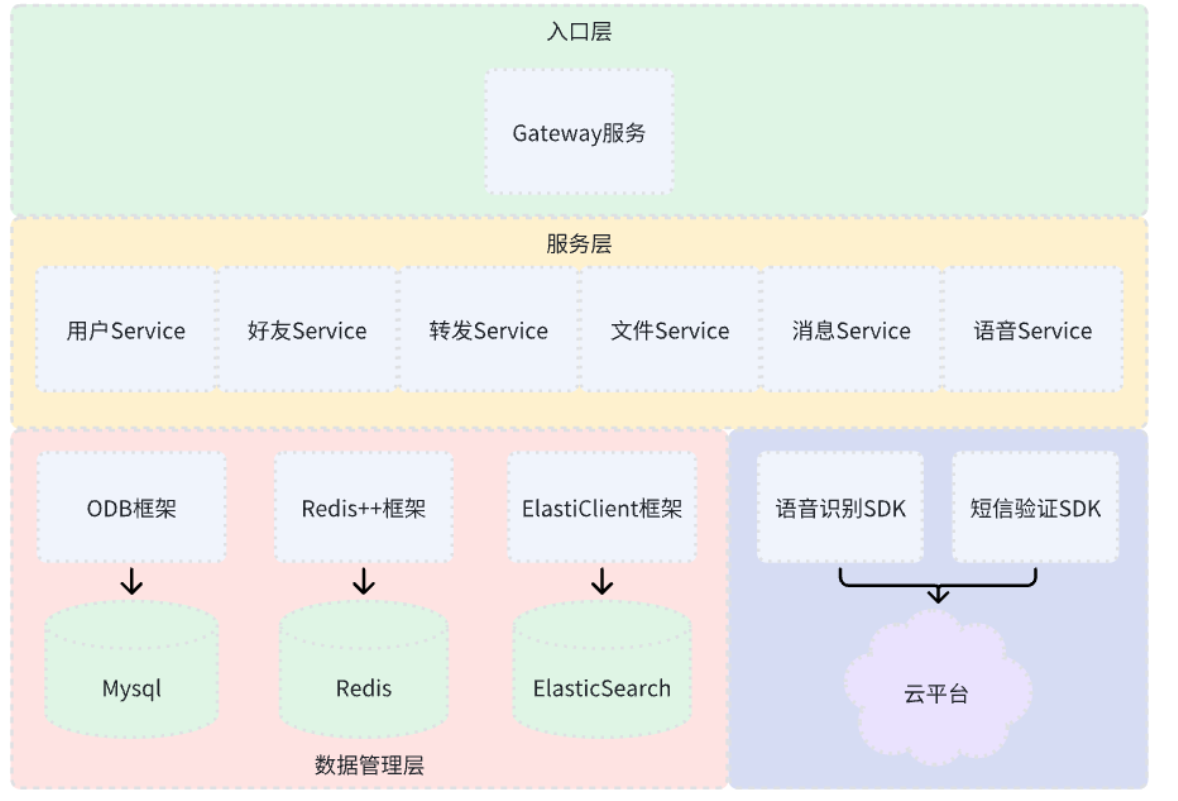 入口层
Gateway服务
服务层
用户Service
好友Service
转发Service
文件Service
消息Service
语音Service
ODB框架
Redis++框架
ElastiClient框架
语音识别SDK
短信验证SDK
Mysql
Redis
ElasticSearch
云平台
数据管理层